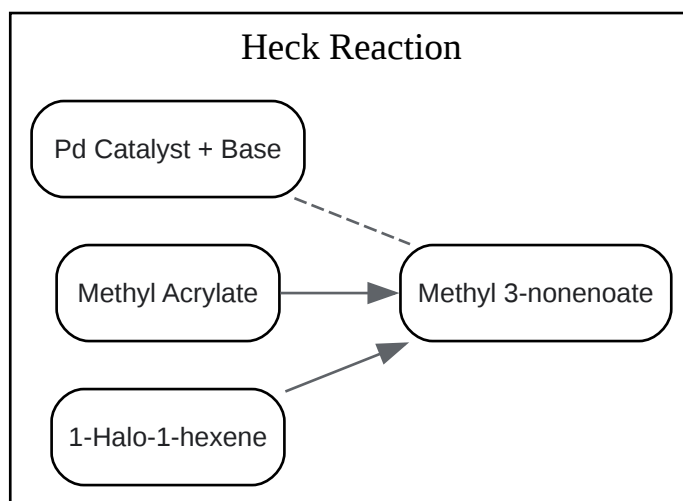 Heck Reaction
Pd Catalyst + Base
Methyl Acrylate
Methyl 3-nonenoate
1-Halo-1-hexene